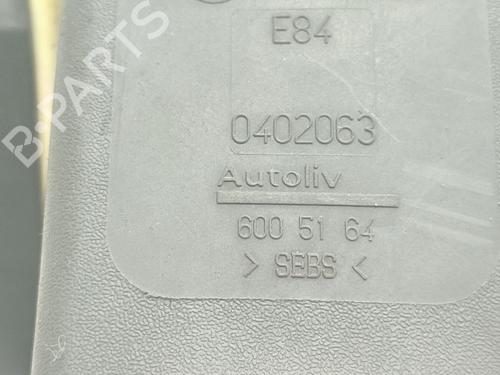 E84
0402063
Autoliv
600 51 64
> SEBS <
B-PARTS